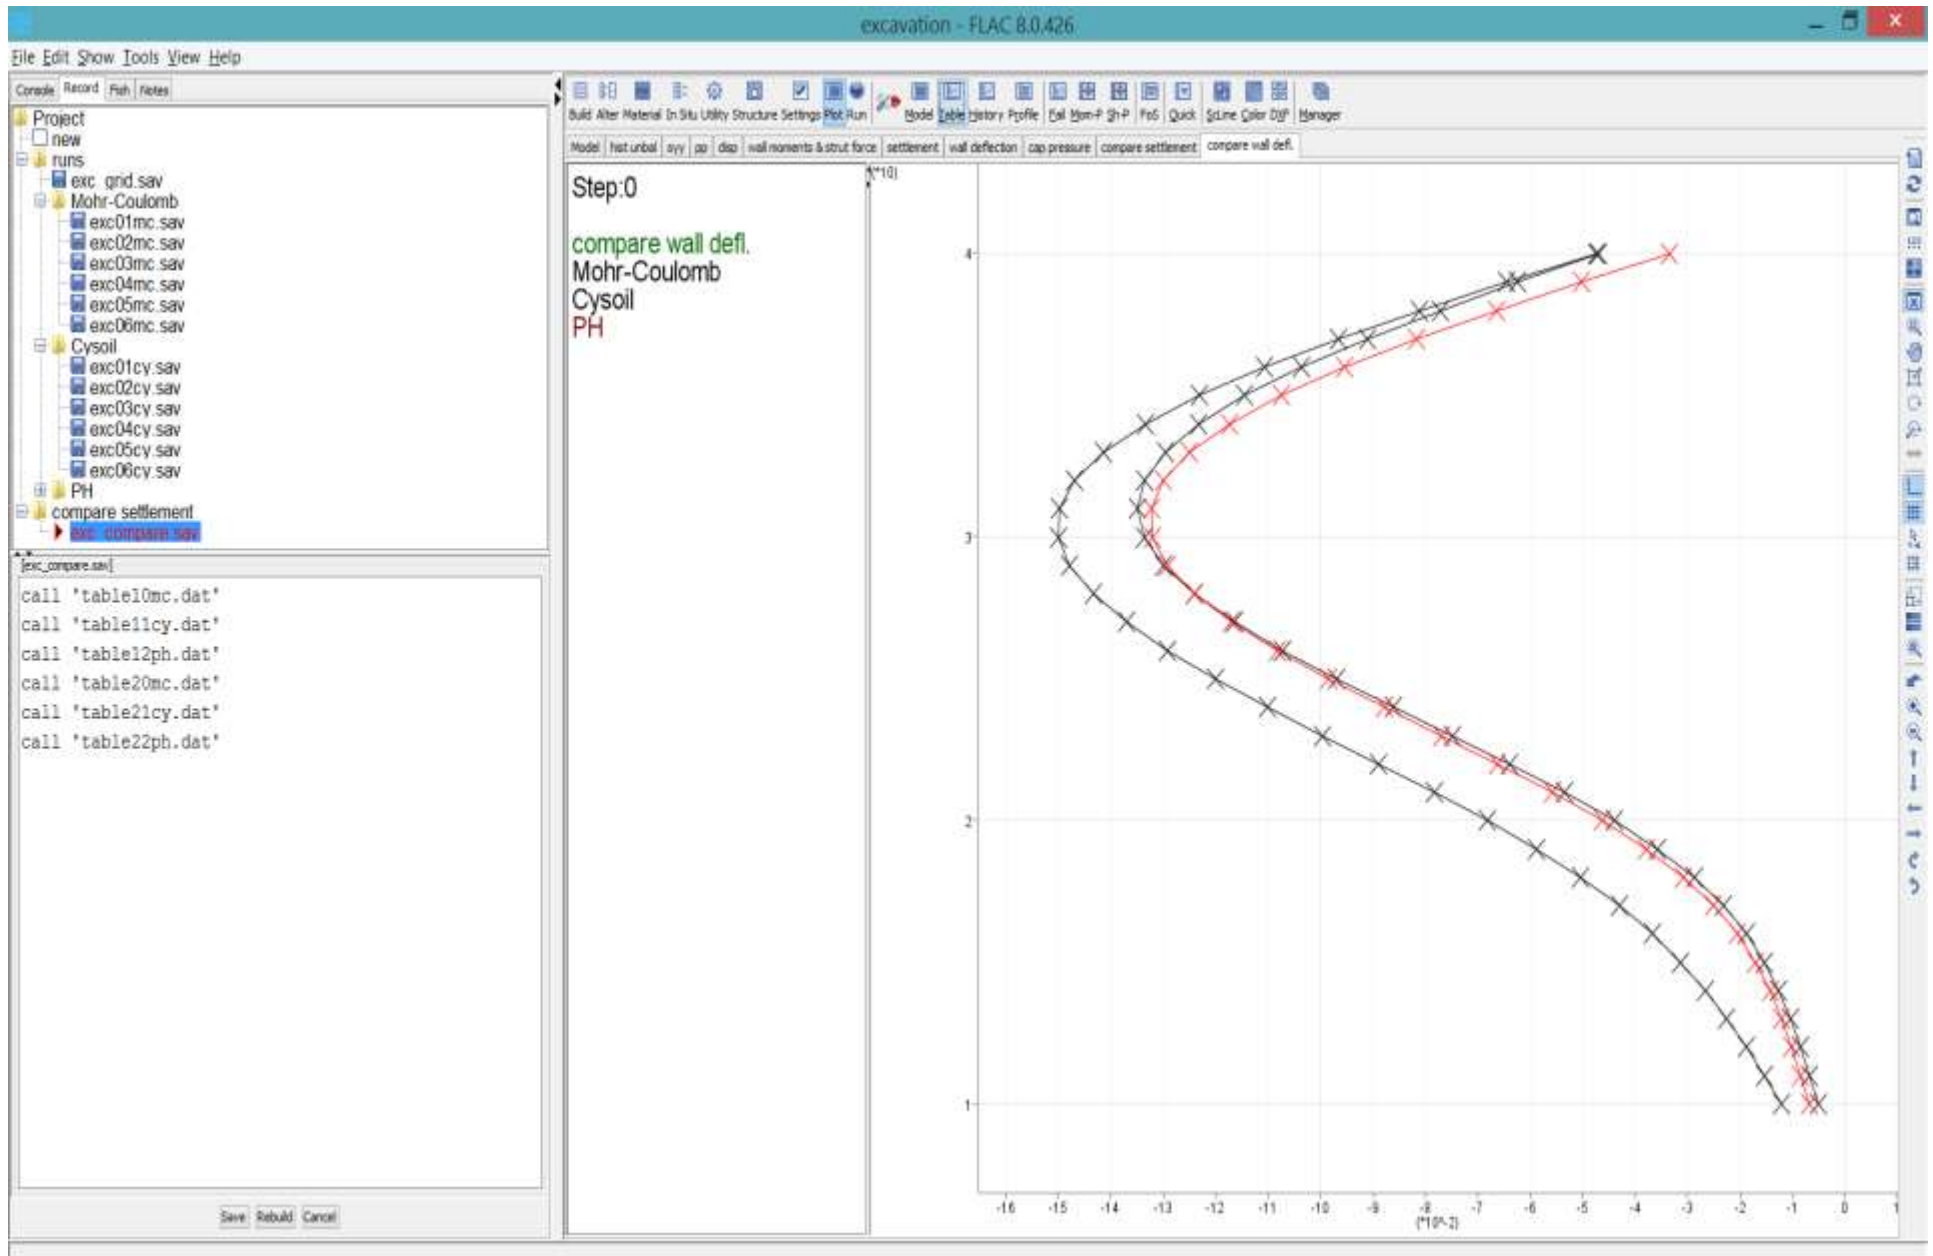 excavation - FLAC 8.0.426
File Edit Show Tools View Help
Console Record Fish Notes
Project
new
runs
exc_grid.sav
Mohr-Coulomb
exc01mc.sav
exc02mc.sav
exc03mc.sav
exc04mc.sav
exc05mc.sav
exc06mc.sav
Cysoil
exc01cy.sav
exc02cy.sav
exc03cy.sav
exc04cy.sav
exc05cy.sav
exc06cy.sav
PH
compare settlement
exc_compare.sav
[exc_compare.sav]
call 'table10mc.dat'
call 'table11cy.dat'
call 'table12ph.dat'
call 'table20mc.dat'
call 'table21cy.dat'
call 'table22ph.dat'
Save Rebuild Cancel
Build Alter Material In Situ Utility Structure Settings Plot Run Model Table History Profile Fail Mom-P Sh-P FoS Quick ScLine Color DXF Manager
Model hist unbal syy pp disp wall moments & strut force settlement wall deflection cap pressure compare settlement compare wall defl.
Step:0
compare wall defl.
Mohr-Coulomb
Cysoil
PH
(*10)
4
3
2
1
-16 -15 -14 -13 -12 -11 -10 -9 -8 -7 -6 -5 -4 -3 -2 -1 0 1
(*10^-2)